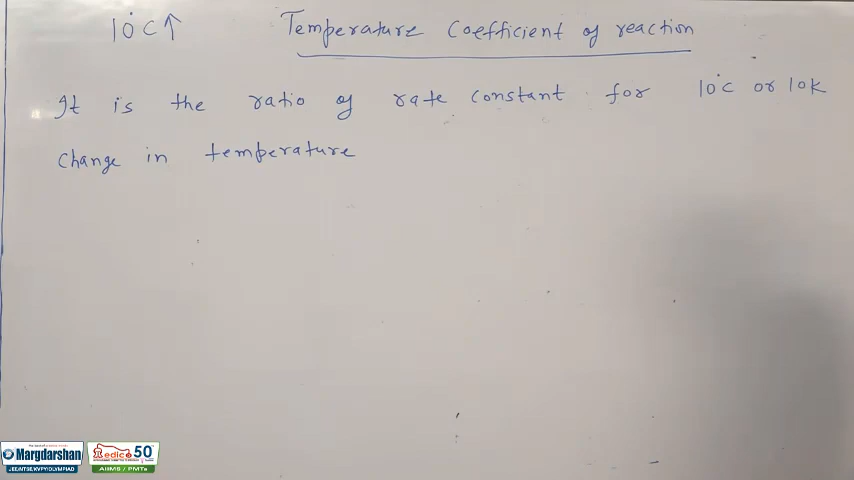 10°C↑ Temperature Coefficient of reaction
It is the ratio of rate constant for 10°C or 10K
Change in temperature
Margdarshan
JEE/NTSE/KVPY/OLYMPIAD
Medico 50
AIIMS / PMTs